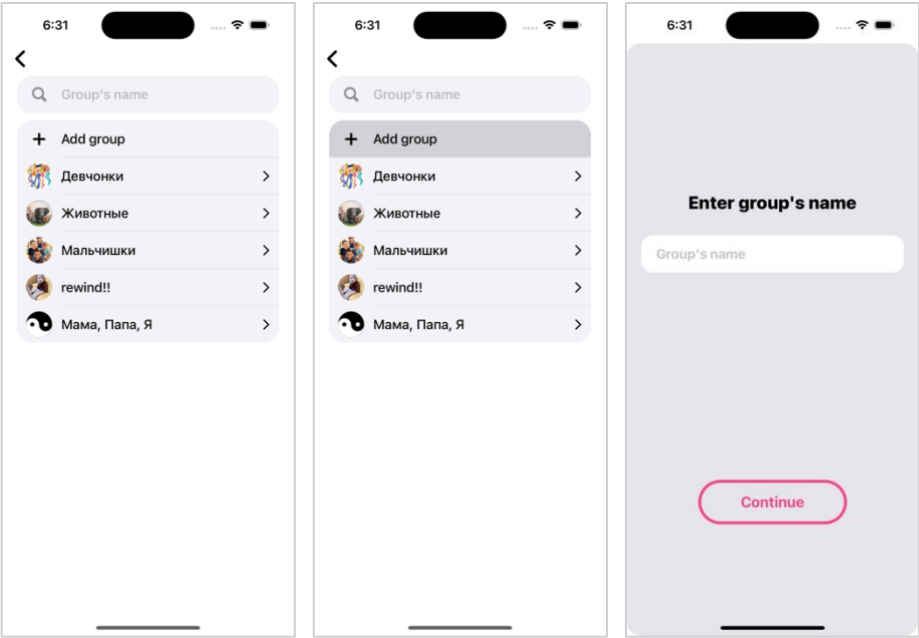 6:31
Group's name
Add group
Девчонки
Животные
Мальчишки
rewind!!
Мама, Папа, Я
6:31
Group's name
Add group
Девчонки
Животные
Мальчишки
rewind!!
Мама, Папа, Я
6:31
Enter group's name
Group's name
Continue